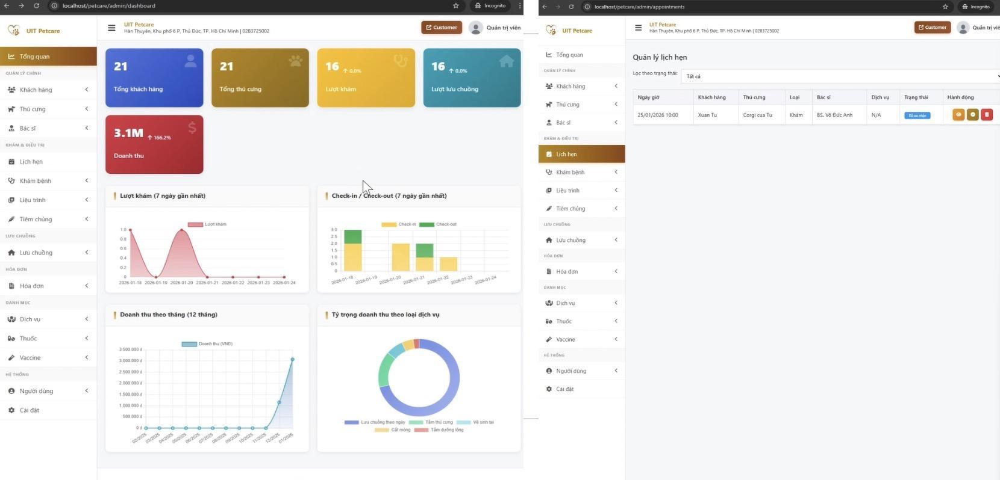 localhost/petcare/admin/dashboard
Incognito
UIT Petcare
UIT Petcare
Hàn Thuyên, Khu phố 6 P, Thủ Đức, TP. Hồ Chí Minh | 0283725002
Customer
Quản trị viên
Tổng quan
QUẢN LÝ CHÍNH
Khách hàng
Thú cưng
Bác sĩ
KHÁM & ĐIỀU TRỊ
Lịch hẹn
Khám bệnh
Liệu trình
Tiêm chủng
LƯU CHUỒNG
Lưu chuồng
HÓA ĐƠN
Hóa đơn
DANH MỤC
Dịch vụ
Thuốc
Vaccine
HỆ THỐNG
Người dùng
Cài đặt
21
Tổng khách hàng
21
Tổng thú cưng
16 0.0%
Lượt khám
16 0.0%
Lượt lưu chuồng
3.1M 166.2%
Doanh thu
Lượt khám (7 ngày gần nhất)
Lượt khám
1.0
0.8
0.6
0.4
0.2
0
2026-01-18 2026-01-19 2026-01-20 2026-01-21 2026-01-22 2026-01-23 2026-01-24
Check-in / Check-out (7 ngày gần nhất)
Check-in Check-out
3.0
2.5
2.0
1.5
1.0
0.5
0
2026-01-18 2026-01-19 2026-01-20 2026-01-21 2026-01-22 2026-01-23 2026-01-24
Doanh thu theo tháng (12 tháng)
Doanh thu (VNĐ)
3.500.000 ₫
3.000.000 ₫
2.500.000 ₫
2.000.000 ₫
1.500.000 ₫
1.000.000 ₫
500.000 ₫
0 ₫
02/2025 03/2025 04/2025 05/2025 06/2025 07/2025 08/2025 09/2025 10/2025 11/2025 12/2025 01/2026
Tỷ trọng doanh thu theo loại dịch vụ
Lưu chuồng theo ngày Tắm thú cưng Vệ sinh tai
Cắt móng Tắm dưỡng lông
localhost/petcare/admin/appointments
Incognito
UIT Petcare
UIT Petcare
Hàn Thuyên, Khu phố 6 P, Thủ Đức, TP. Hồ Chí Minh | 0283725002
Customer
Quản trị viê
Tổng quan
QUẢN LÝ CHÍNH
Khách hàng
Thú cưng
Bác sĩ
KHÁM & ĐIỀU TRỊ
Lịch hẹn
Khám bệnh
Liệu trình
Tiêm chủng
LƯU CHUỒNG
Lưu chuồng
HÓA ĐƠN
Hóa đơn
DANH MỤC
Dịch vụ
Thuốc
Vaccine
HỆ THỐNG
Người dùng
Cài đặt
Quản lý lịch hẹn
Lọc theo trạng thái: Tất cả
Ngày giờ Khách hàng Thú cưng Loại Bác sĩ Dịch vụ Trạng thái Hành động
25/01/2026 10:00 Xuan Tu Corgi cua Tu Khám BS. Võ Đức Anh N/A Đã xác nhận